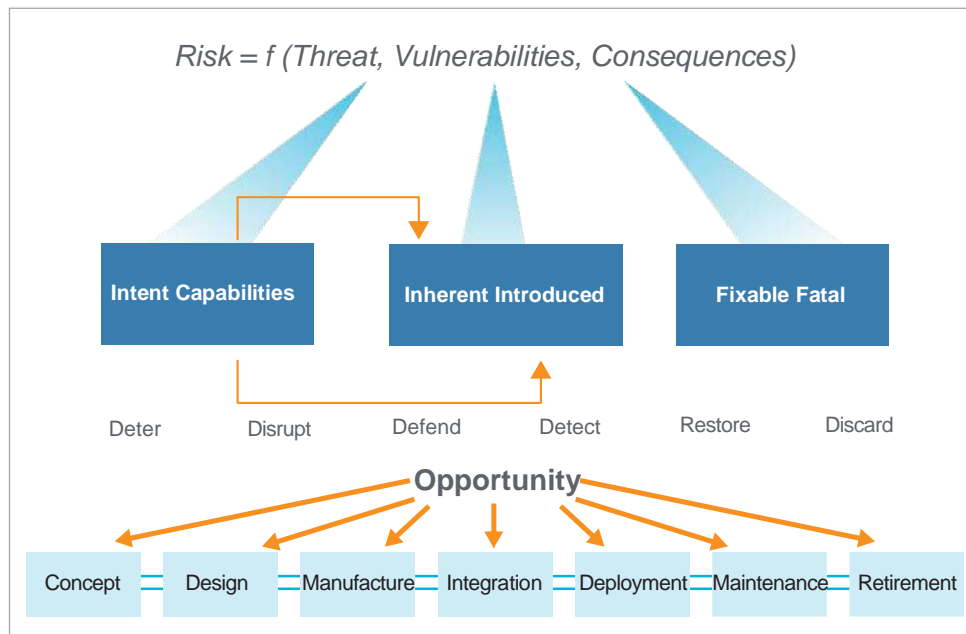 Risk = f (Threat, Vulnerabilities, Consequences)
Intent Capabilities
Inherent Introduced
Fixable Fatal
Deter
Disrupt
Defend
Detect
Restore
Discard
Opportunity
Concept
Design
Manufacture
Integration
Deployment
Maintenance
Retirement